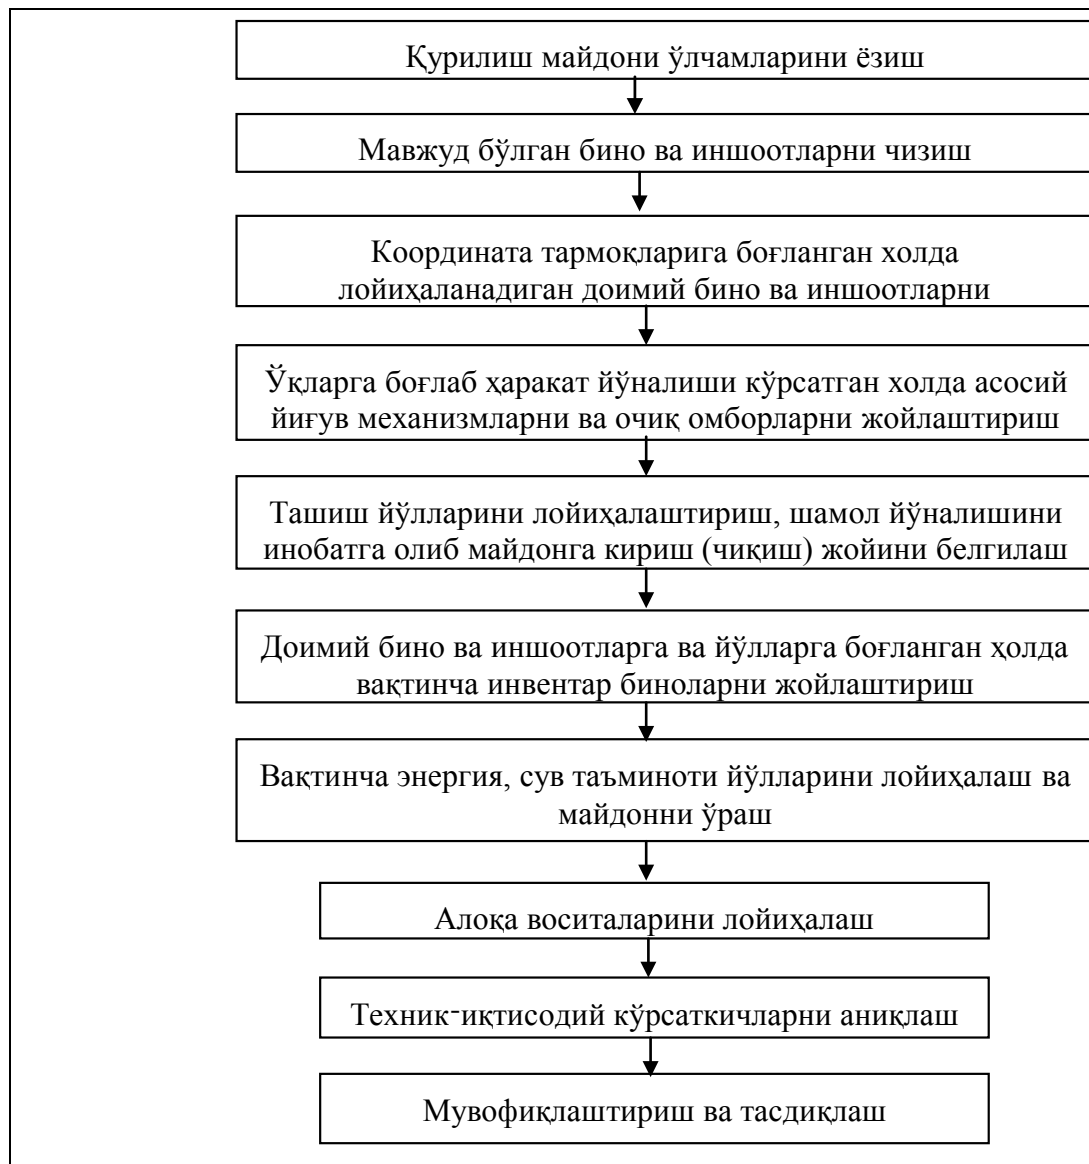 Қурилиш майдони ўлчамларини ёзиш
Мавжуд бўлган бино ва иншоотларни чизиш
Координата тармоқларига боғланган холда
лойиҳаланадиган доимий бино ва иншоотларни
Ўқларга боғлаб ҳаракат йўналиши кўрсатган холда асосий
йиғув механизмларни ва очиқ омборларни жойлаштириш
Ташиш йўлларини лойиҳалаштириш, шамол йўналишини
инобатга олиб майдонга кириш (чиқиш) жойини белгилаш
Доимий бино ва иншоотларга ва йўлларга боғланган ҳолда
вақтинча инвентар биноларни жойлаштириш
Вақтинча энергия, сув таъминоти йўлларини лойиҳалаш ва
майдонни ўраш
Алоқа воситаларини лойиҳалаш
Техник-иқтисодий кўрсаткичларни аниқлаш
Мувофиқлаштириш ва тасдиқлаш